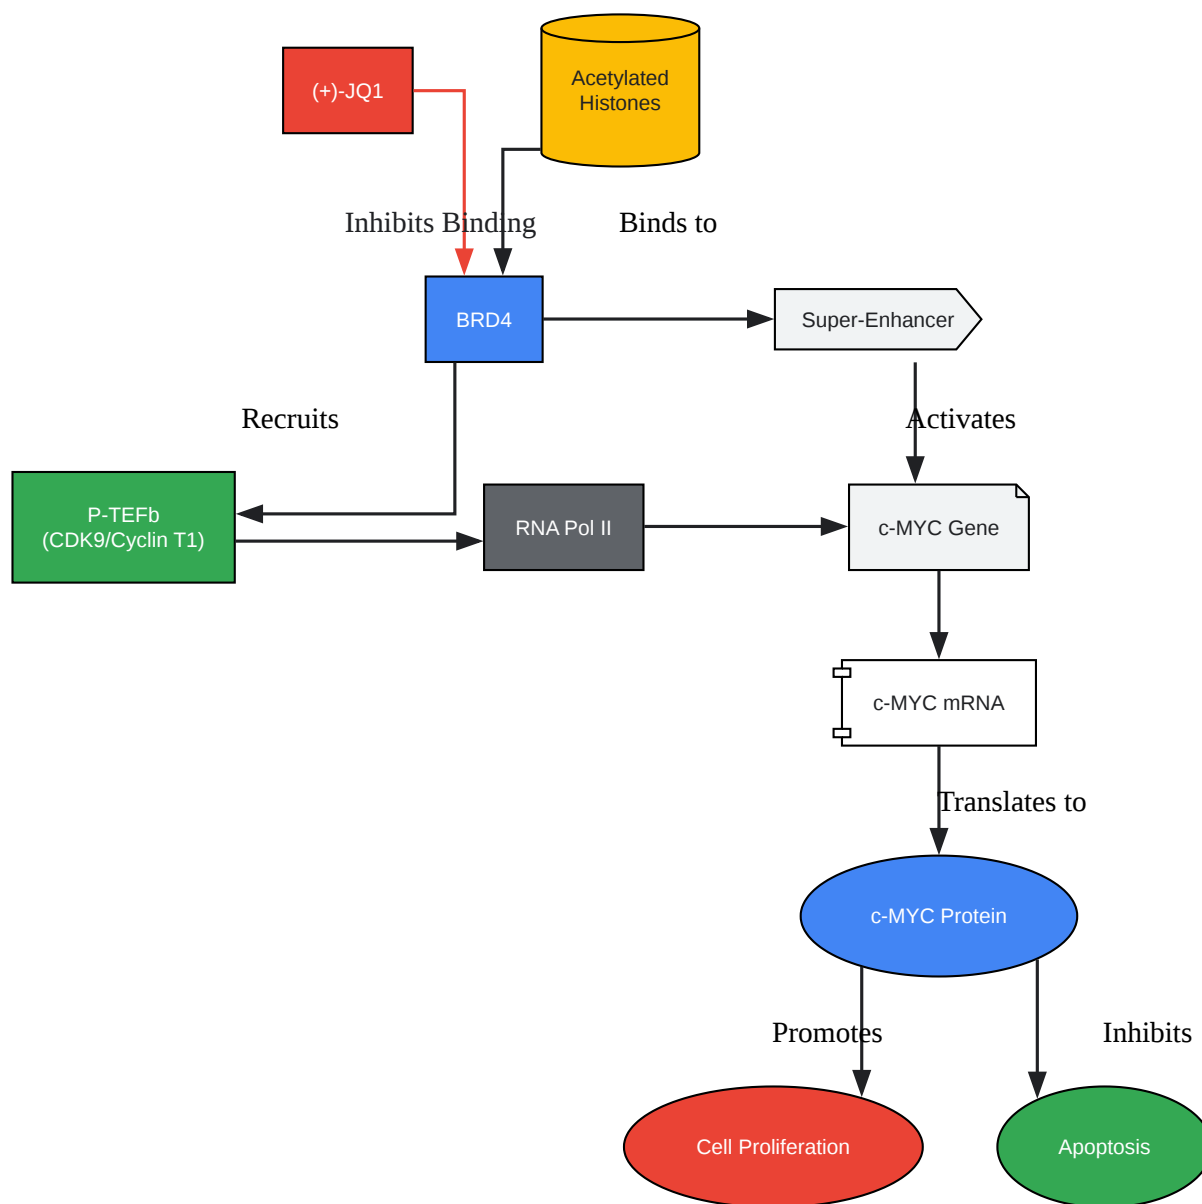 (+)-JQ1
Acetylated
Histones
Inhibits Binding
Binds to
BRD4
Super-Enhancer
Recruits
Activates
P-TEFb
(CDK9/Cyclin T1)
RNA Pol II
c-MYC Gene
c-MYC mRNA
Translates to
c-MYC Protein
Promotes
Inhibits
Cell Proliferation
Apoptosis